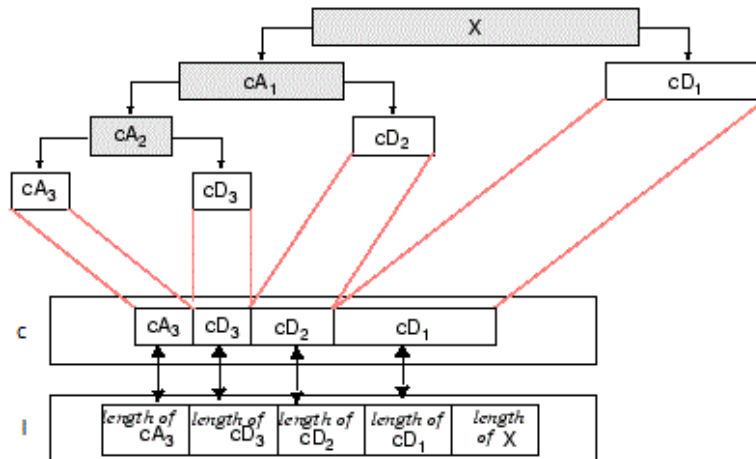 X
cA₁
cD₁
cA₂
cD₂
cA₃
cD₃
c
cA₃ cD₃ cD₂ cD₁
l
length of cA₃
length of cD₃
length of cD₂
length of cD₁
length of X